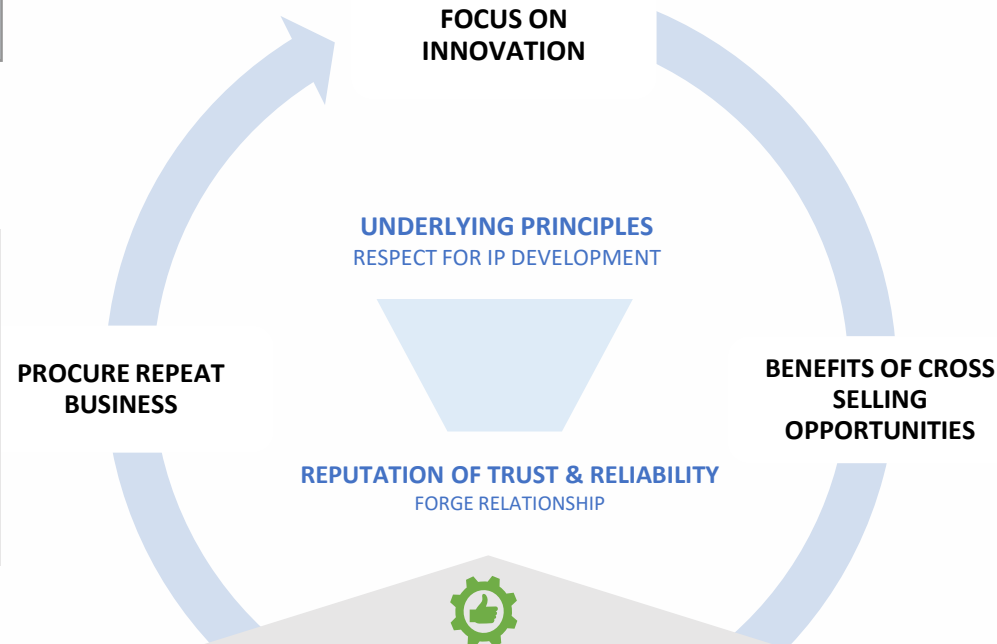 FOCUS ON
INNOVATION
UNDERLYING PRINCIPLES
RESPECT FOR IP DEVELOPMENT
PROCURE REPEAT
BUSINESS
BENEFITS OF CROSS
SELLING
OPPORTUNITIES
REPUTATION OF TRUST & RELIABILITY
FORGE RELATIONSHIP